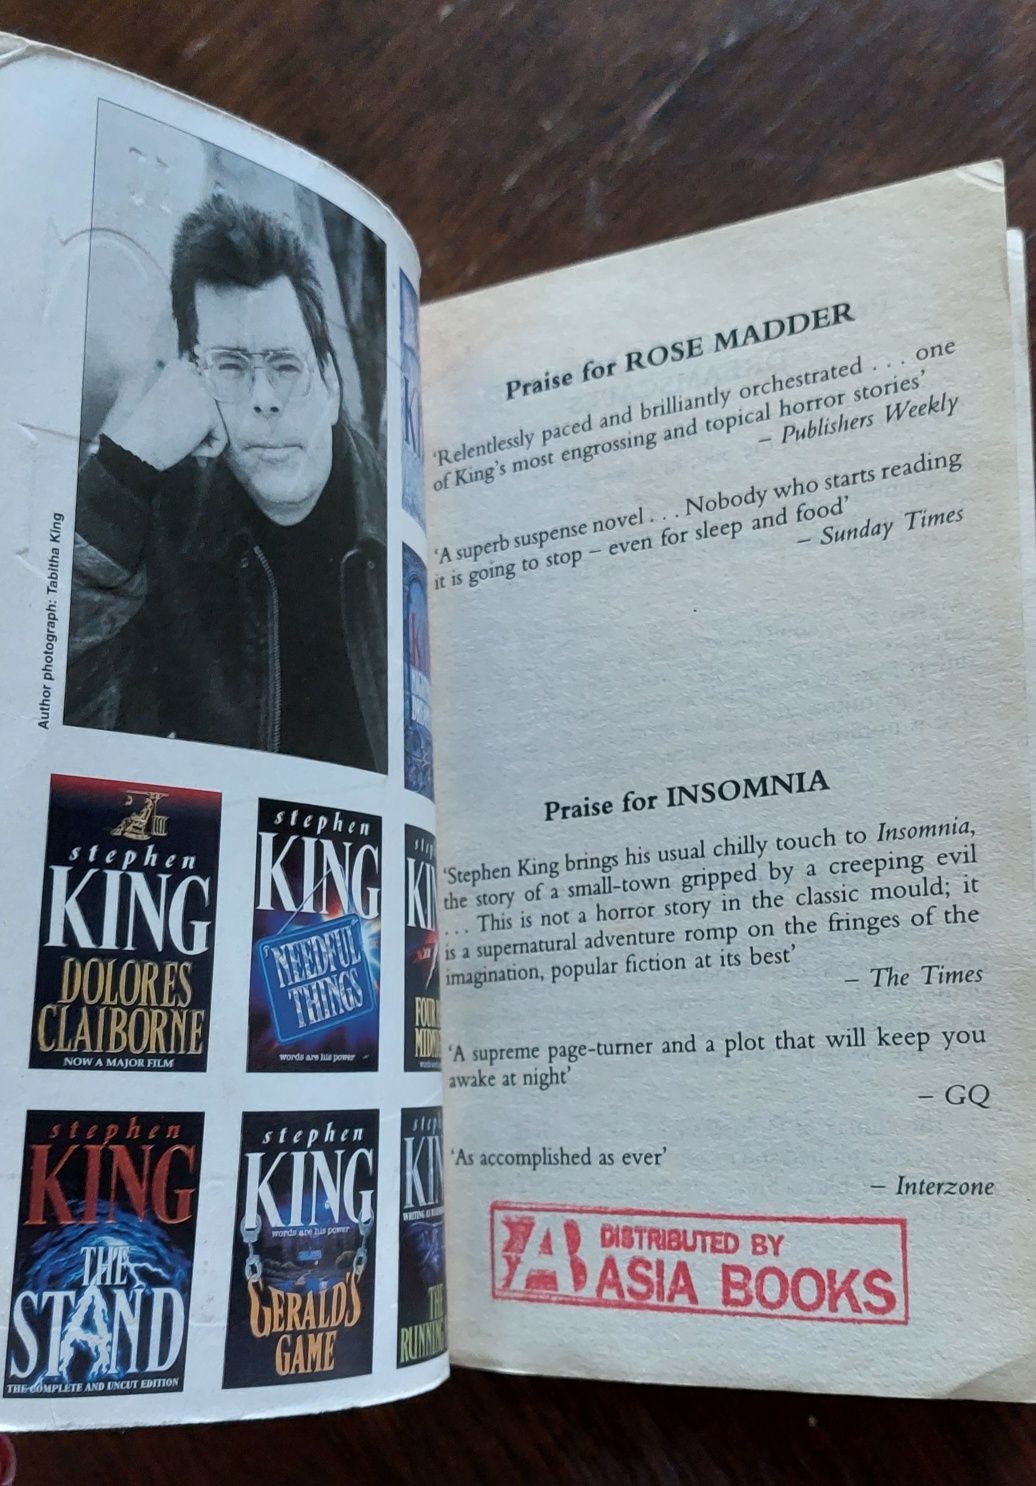 Author photograph: Tabitha King
stephen
KING
DOLORES
CLAIBORNE
NOW A MAJOR FILM
stephen
KING
NEEDFUL
THINGS
words are his power
stephen
KING
THE
STAND
THE COMPLETE AND UNCUT EDITION
stephen
KING
words are his power
GERALD'S
GAME
THE
Praise for ROSE MADDER
‘Relentlessly paced and brilliantly orchestrated . . . one
of King’s most engrossing and topical horror stories’
– Publishers Weekly
‘A superb suspense novel . . . Nobody who starts reading
it is going to stop – even for sleep and food’
– Sunday Times
Praise for INSOMNIA
‘Stephen King brings his usual chilly touch to Insomnia,
the story of a small-town gripped by a creeping evil
. . . This is not a horror story in the classic mould; it
is a supernatural adventure romp on the fringes of the
imagination, popular fiction at its best’
– The Times
‘A supreme page-turner and a plot that will keep you
awake at night’
– GQ
‘As accomplished as ever’
– Interzone
DISTRIBUTED BY
ASIA BOOKS